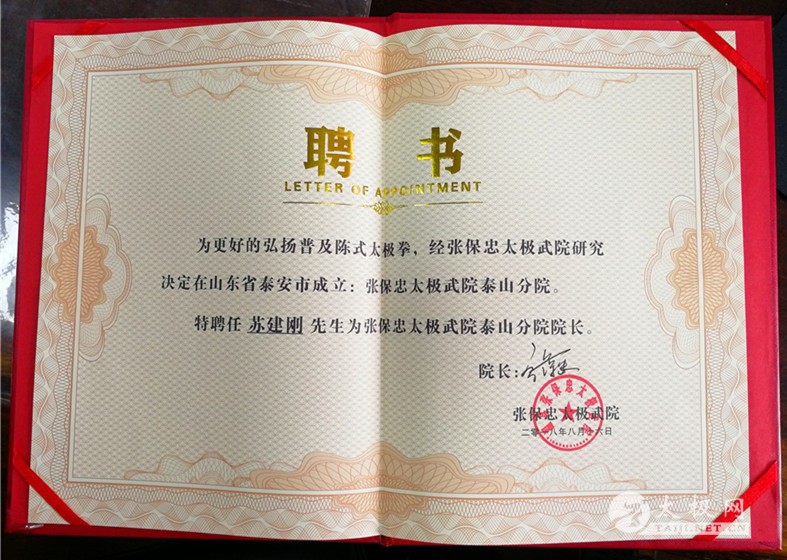 聘 书
LETTER OF APPOINTMENT
为更好的弘扬普及陈式太极拳，经张保忠太极武院研究
决定在山东省泰安市成立：张保忠太极武院泰山分院。
特聘任 苏建刚 先生为张保忠太极武院泰山分院院长。
院长：
张保忠太极武院
二零一八年八月十六日
张保忠太极
太极网
TAIJI.NET.CN